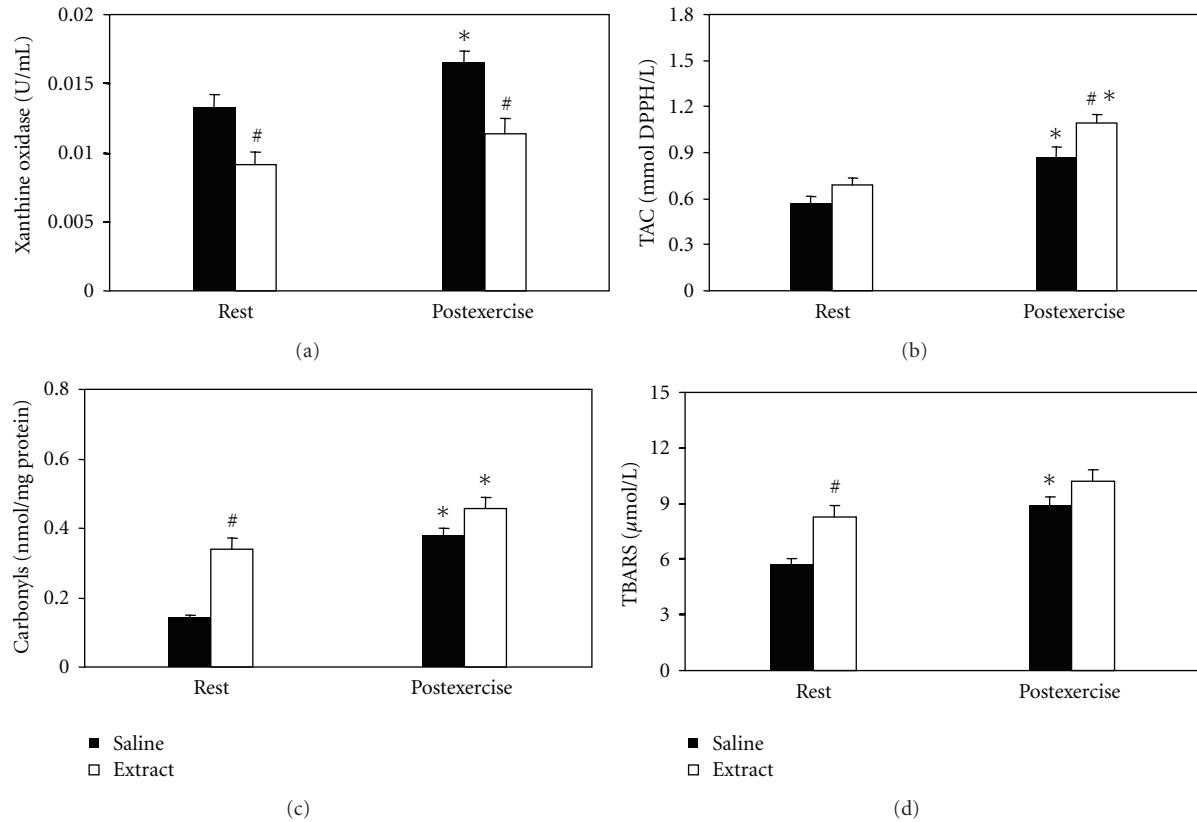 Xanthine oxidase (U/mL)
0.02
0.015
0.01
0.005
0
#
*
#
Rest
Postexercise
(a)
TAC (mmol DPPH/L)
1.8
1.5
1.2
0.9
0.6
0.3
0
*
# *
Rest
Postexercise
(b)
Carbonyls (nmol/mg protein)
0.8
0.6
0.4
0.2
0
#
*
*
Rest
Postexercise
Saline
Extract
(c)
TBARS (μmol/L)
15
12
9
6
3
0
#
*
Rest
Postexercise
Saline
Extract
(d)